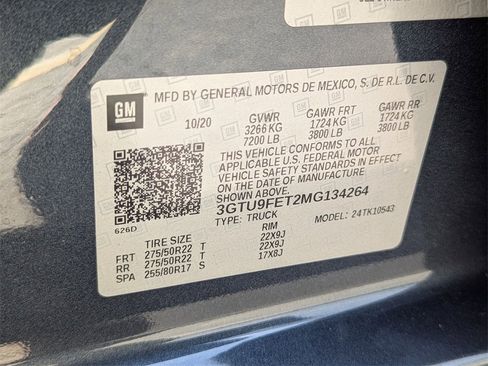 GM
MFD BY GENERAL MOTORS DE MEXICO, S. DE R.L. DE C.V.
10/20 GVWR GAWR FRT GAWR RR
3266 KG 1724 KG 1724 KG
7200 LB 3800 LB 3800 LB
THIS VEHICLE CONFORMS TO ALL
APPLICABLE U.S. FEDERAL MOTOR
VEHICLE SAFETY AND THEFT
PREVENTION STANDARDS IN EFFECT
ON THE DATE OF MANUFACTURE
SHOWN ABOVE.
3GTU9FET2MG134264
626D TYPE: TRUCK MODEL: 24TK10543
TIRE SIZE RIM
FRT 275/50R22 T 22X9J
RR 275/50R22 T 22X9J
SPA 255/80R17 S 17X8J